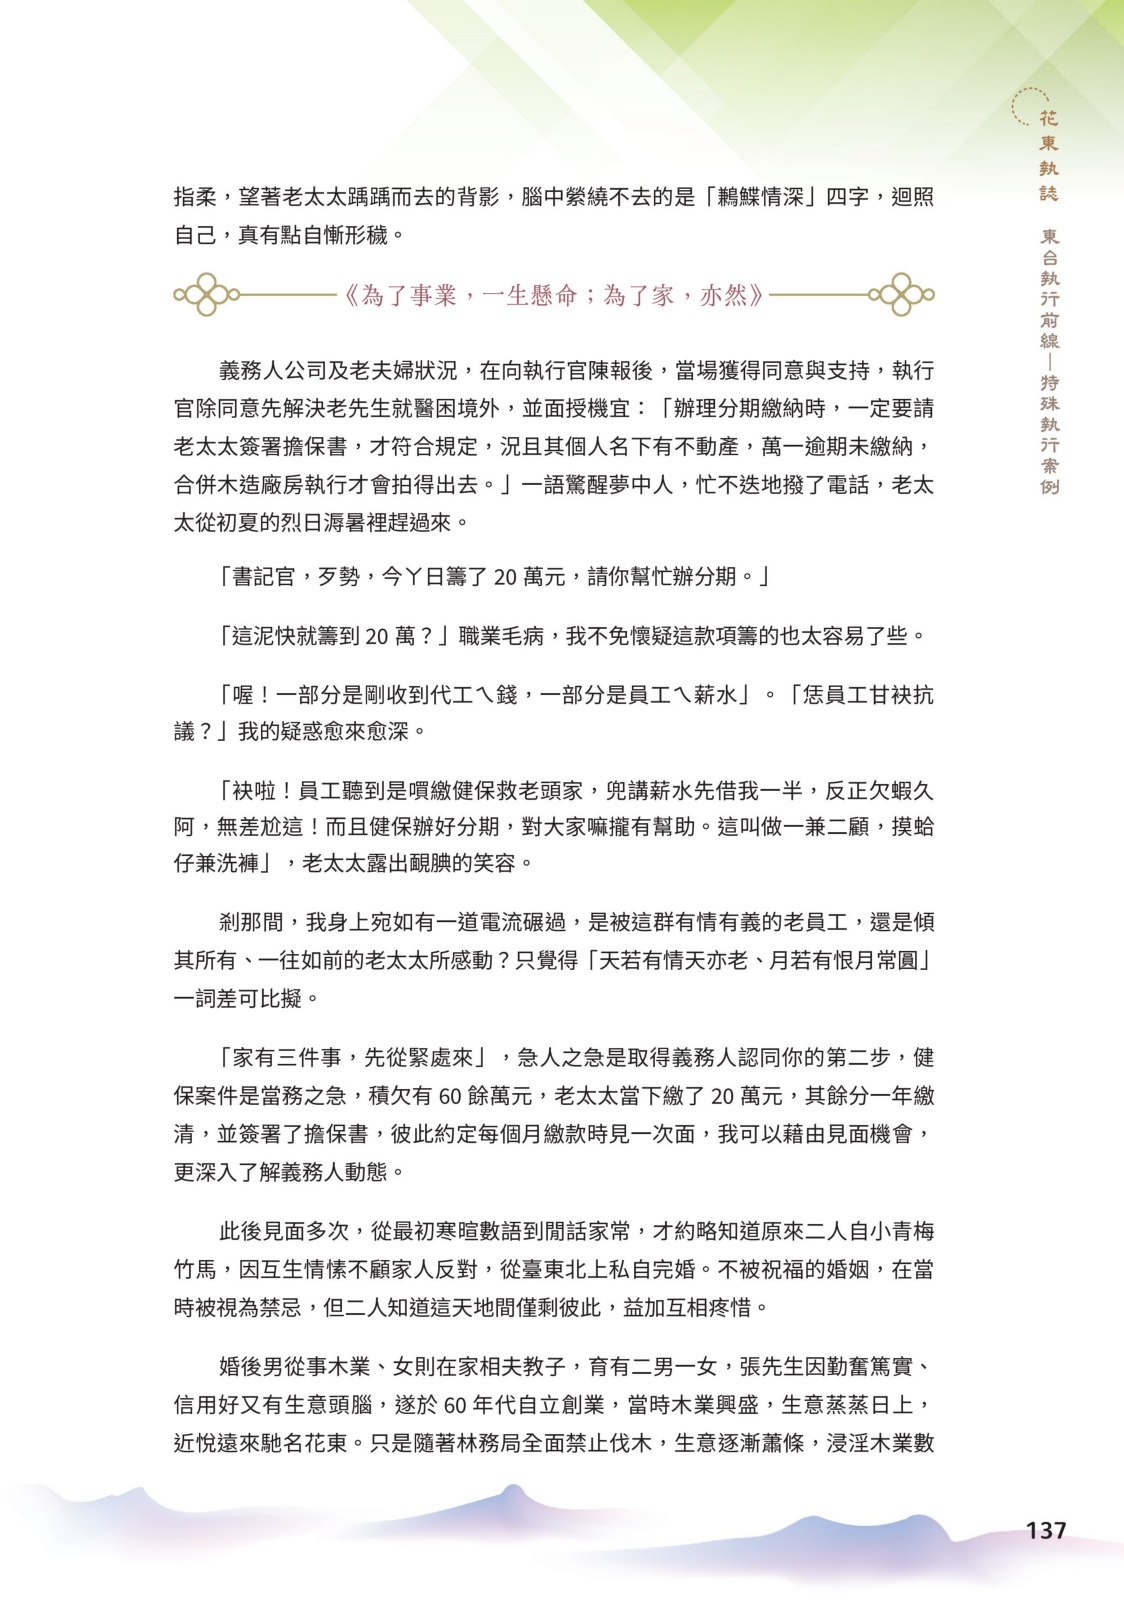 指柔，望著老太太踽踽而去的背影，腦中縈繞不去的是「鶼鰈情深」四字，迴照
自己，真有點自慚形穢。
《為了事業，一生懸命；為了家，亦然》
義務人公司及老夫婦狀況，在向執行官陳報後，當場獲得同意與支持，執行
官除同意先解決老先生就醫困境外，並面授機宜：「辦理分期繳納時，一定要請
老太太簽署擔保書，才符合規定，況且其個人名下有不動產，萬一逾期未繳納，
合併木造廠房執行才會拍得出去。」一語驚醒夢中人，忙不迭地撥了電話，老太
太從初夏的烈日溽暑裡趕過來。
「書記官，歹勢，今ㄚ日籌了 20 萬元，請你幫忙辦分期。」
「這泥快就籌到 20 萬？」職業毛病，我不免懷疑這款項籌的也太容易了些。
「喔！一部分是剛收到代工ㄟ錢，一部分是員工ㄟ薪水」。「恁員工甘袂抗
議？」我的疑惑愈來愈深。
「袂啦！員工聽到是嘪繳健保救老頭家，兜講薪水先借我一半，反正欠蝦久
阿，無差尬這！而且健保辦好分期，對大家嘛攏有幫助。這叫做一兼二顧，摸蛤
仔兼洗褲」，老太太露出靦腆的笑容。
剎那間，我身上宛如有一道電流碾過，是被這群有情有義的老員工，還是傾
其所有、一往如前的老太太所感動？只覺得「天若有情天亦老、月若有恨月常圓」
一詞差可比擬。
「家有三件事，先從緊處來」，急人之急是取得義務人認同你的第二步，健
保案件是當務之急，積欠有 60 餘萬元，老太太當下繳了 20 萬元，其餘分一年繳
清，並簽署了擔保書，彼此約定每個月繳款時見一次面，我可以藉由見面機會，
更深入了解義務人動態。
此後見面多次，從最初寒暄數語到閒話家常，才約略知道原來二人自小青梅
竹馬，因互生情愫不顧家人反對，從臺東北上私自完婚。不被祝福的婚姻，在當
時被視為禁忌，但二人知道這天地間僅剩彼此，益加互相疼惜。
婚後男從事木業、女則在家相夫教子，育有二男一女，張先生因勤奮篤實、
信用好又有生意頭腦，遂於 60 年代自立創業，當時木業興盛，生意蒸蒸日上，
近悅遠來馳名花東。只是隨著林務局全面禁止伐木，生意逐漸蕭條，浸淫木業數
花東執誌 東台執行前線—特殊執行案例
137